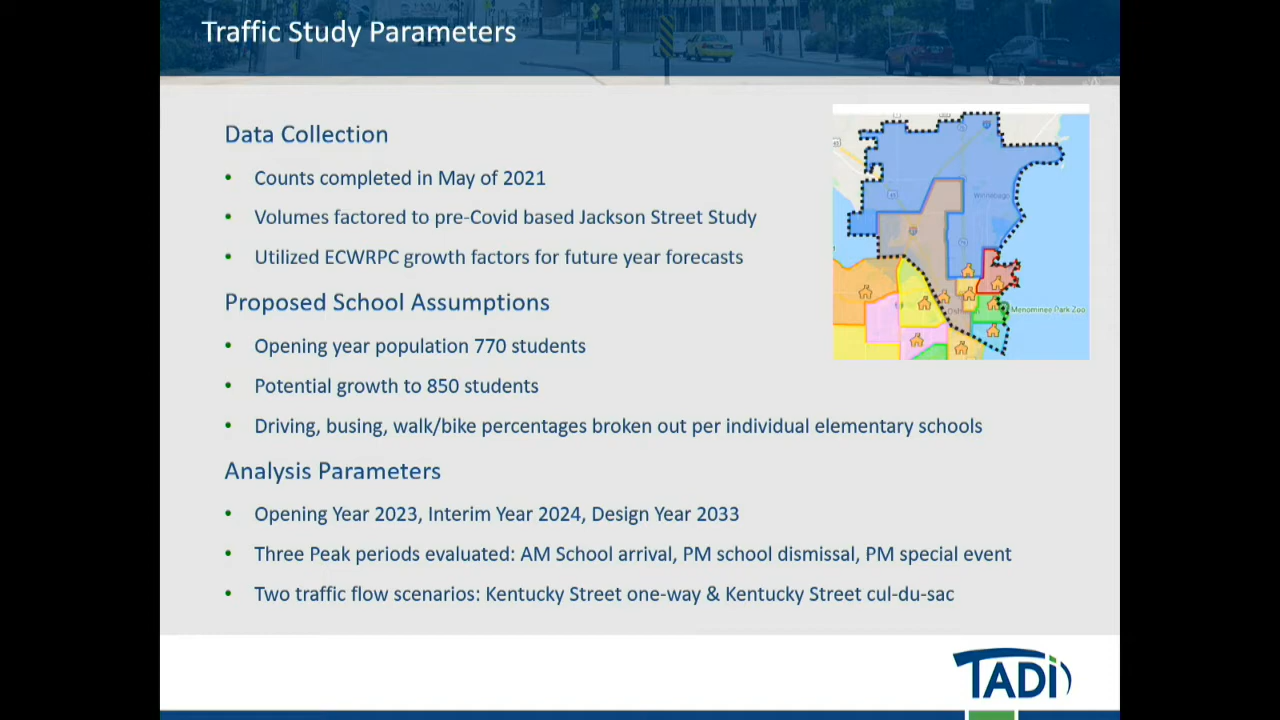 Traffic Study Parameters
Data Collection
• Counts completed in May of 2021
• Volumes factored to pre-Covid based Jackson Street Study
• Utilized ECWRPC growth factors for future year forecasts
Proposed School Assumptions
• Opening year population 770 students
• Potential growth to 850 students
• Driving, busing, walk/bike percentages broken out per individual elementary schools
Analysis Parameters
• Opening Year 2023, Interim Year 2024, Design Year 2033
• Three Peak periods evaluated: AM School arrival, PM school dismissal, PM special event
• Two traffic flow scenarios: Kentucky Street one-way & Kentucky Street cul-du-sac
Winnebago
Menominee Park Zoo
TADI